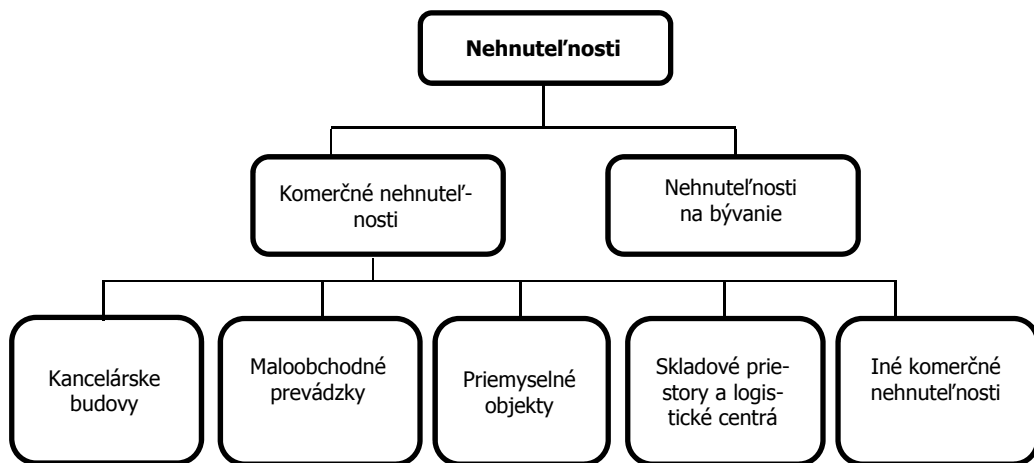 Nehnuteľnosti
Komerčné nehnuteľ-
nosti
Nehnuteľnosti
na bývanie
Kancelárske
budovy
Maloobchodné
prevádzky
Priemyselné
objekty
Skladové prie-
story a logis-
tické centrá
Iné komerčné
nehnuteľnosti